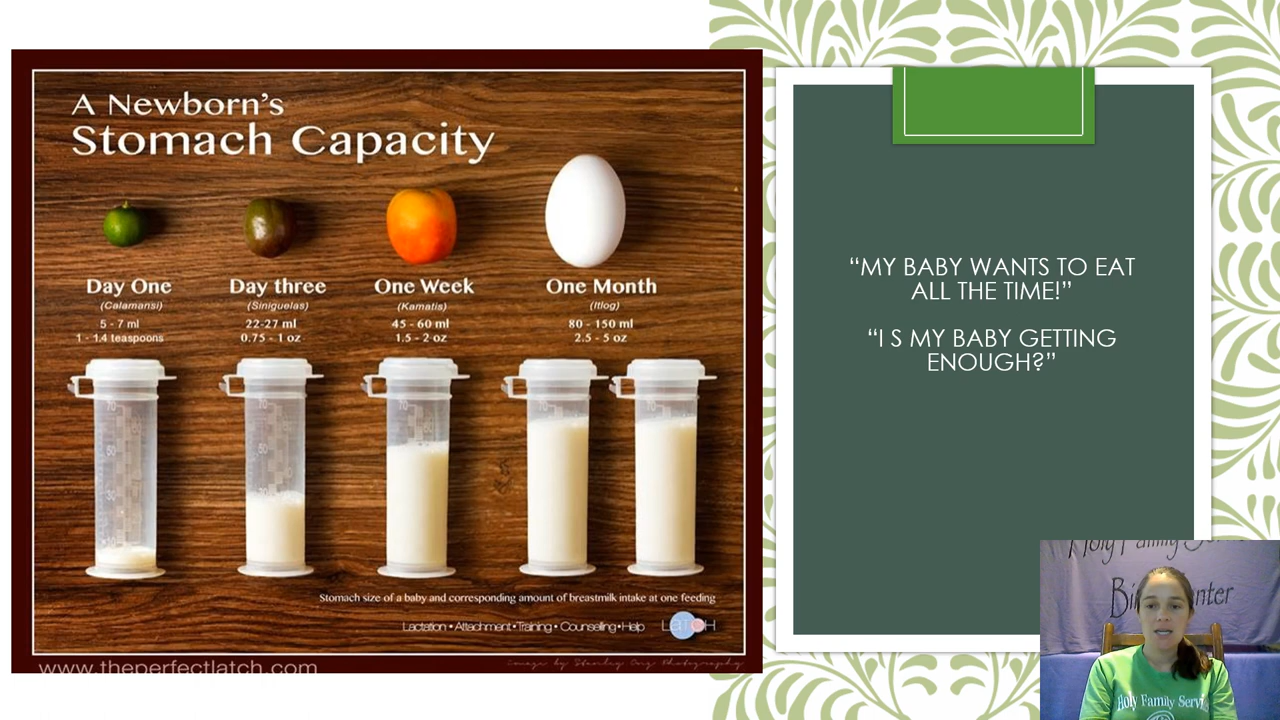 A Newborn's
Stomach Capacity
Day One
(Calamansi)
5 - 7 ml
1 - 1.4 teaspoons
Day three
(Siniguelas)
22-27 ml
0.75 - 1 oz
One Week
(Kamatis)
45 - 60 ml
1.5 - 2 oz
One Month
(Itlog)
80 - 150 ml
2.5 - 5 oz
Stomach size of a baby and corresponding amount of breastmilk intake at one feeding
Lactation • Attachment • Training • Counselling • Help
LATCH
www.theperfectlatch.com
“MY BABY WANTS TO EAT
ALL THE TIME!”
“I S MY BABY GETTING
ENOUGH?”
Holy Family
Holy Family